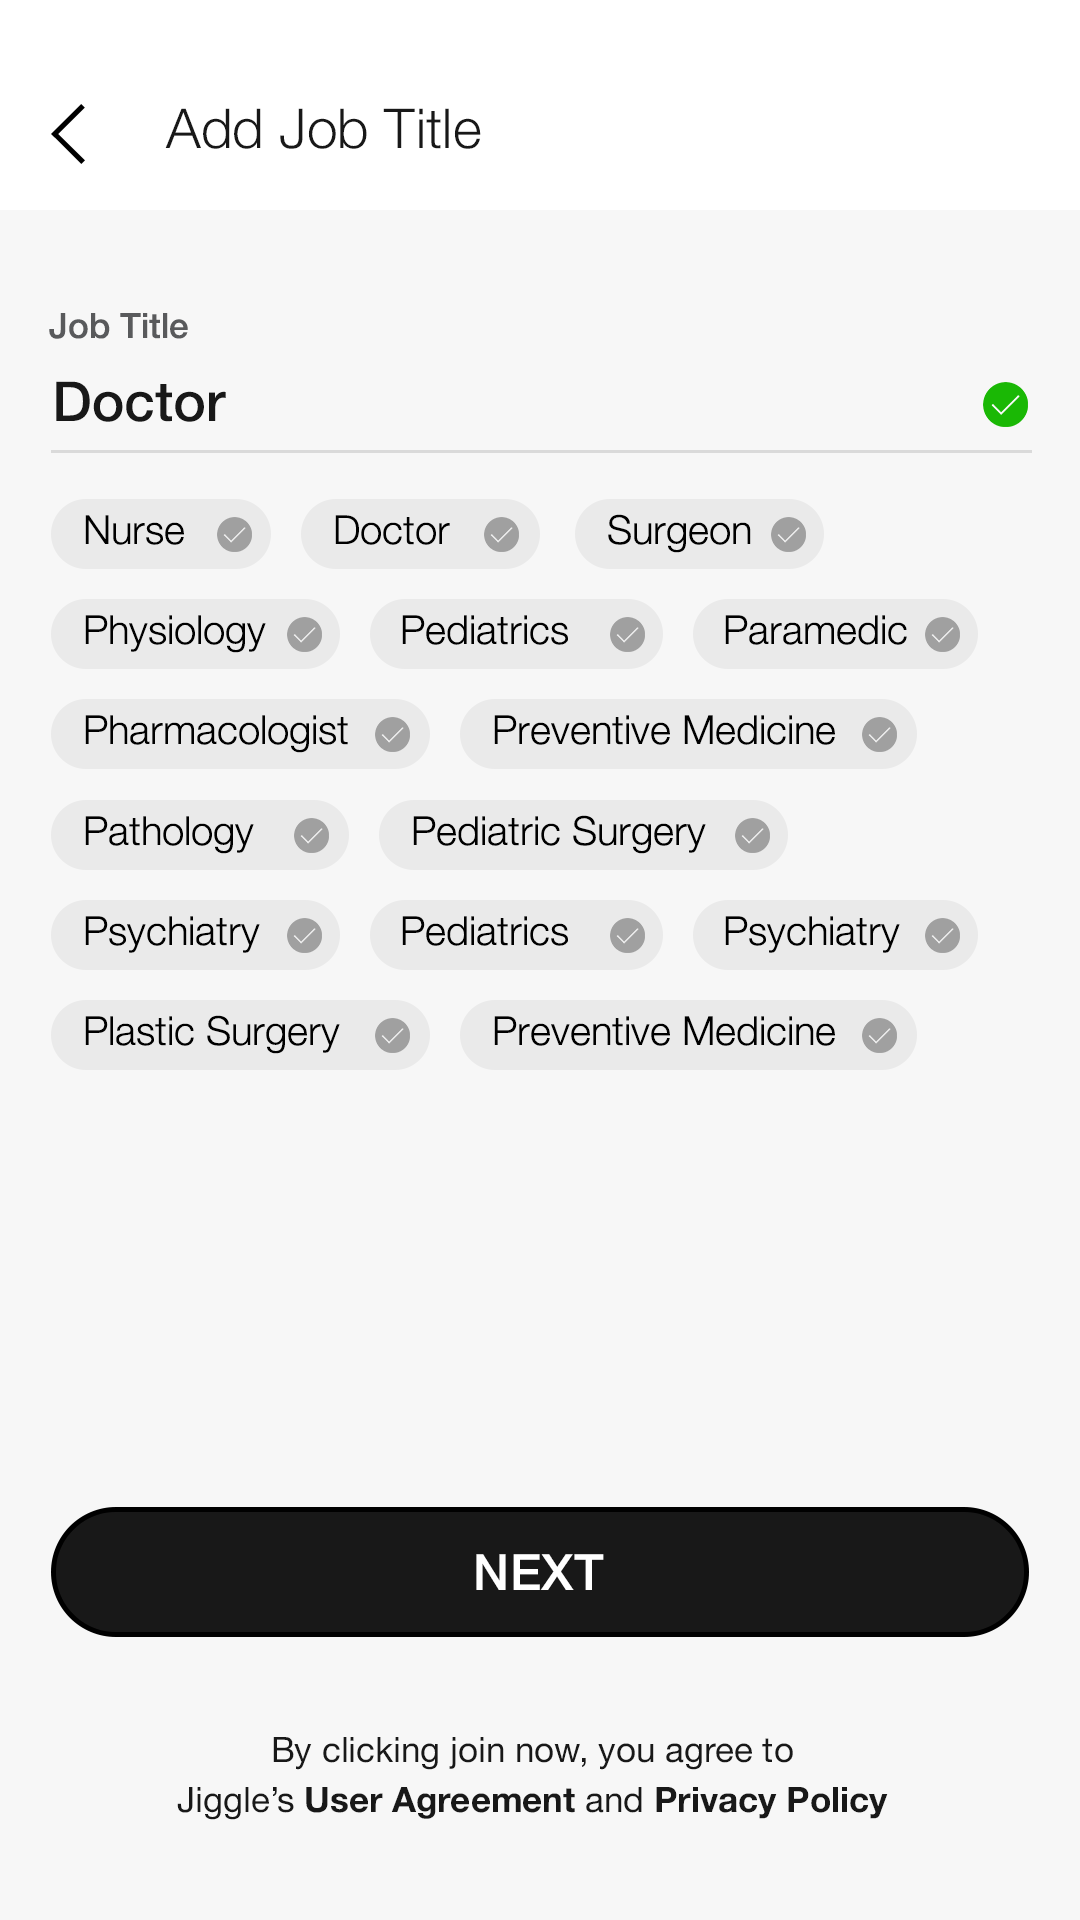 Add Job Title
Job Title
Doctor
Nurse Doctor Surgeon
Physiology Pediatrics Paramedic
Pharmacologist Preventive Medicine
Pathology Pediatric Surgery
Psychiatry Pediatrics Psychiatry
Plastic Surgery Preventive Medicine
NEXT
By clicking join now, you agree to
Jiggle’s User Agreement and Privacy Policy